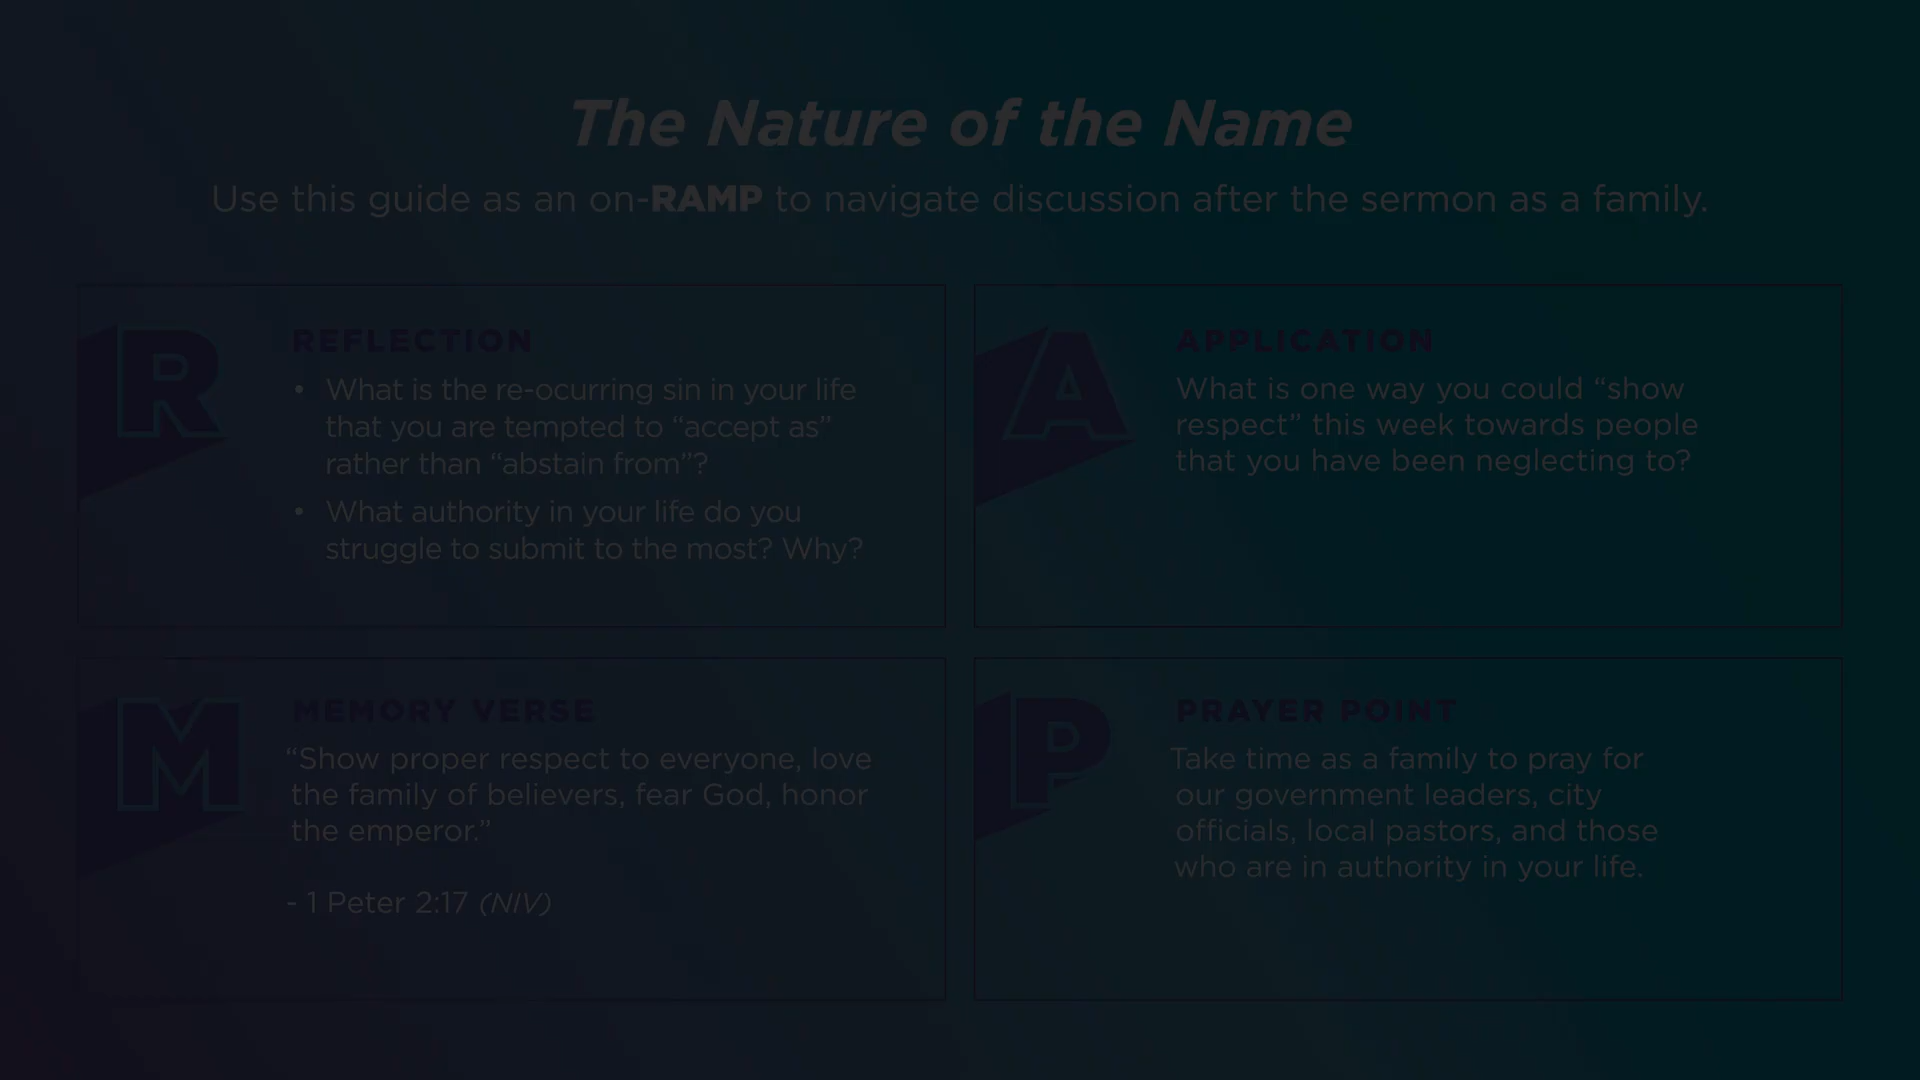 The Nature of the Name
Use this guide as an on-RAMP to navigate discussion after the sermon as a family.
R
REFLECTION
• What is the re-ocurring sin in your life
that you are tempted to “accept as”
rather than “abstain from”?
• What authority in your life do you
struggle to submit to the most? Why?
A
APPLICATION
What is one way you could “show
respect” this week towards people
that you have been neglecting to?
M
MEMORY VERSE
“Show proper respect to everyone, love
the family of believers, fear God, honor
the emperor.”
- 1 Peter 2:17 (NIV)
P
PRAYER POINT
Take time as a family to pray for
our government leaders, city
officials, local pastors, and those
who are in authority in your life.